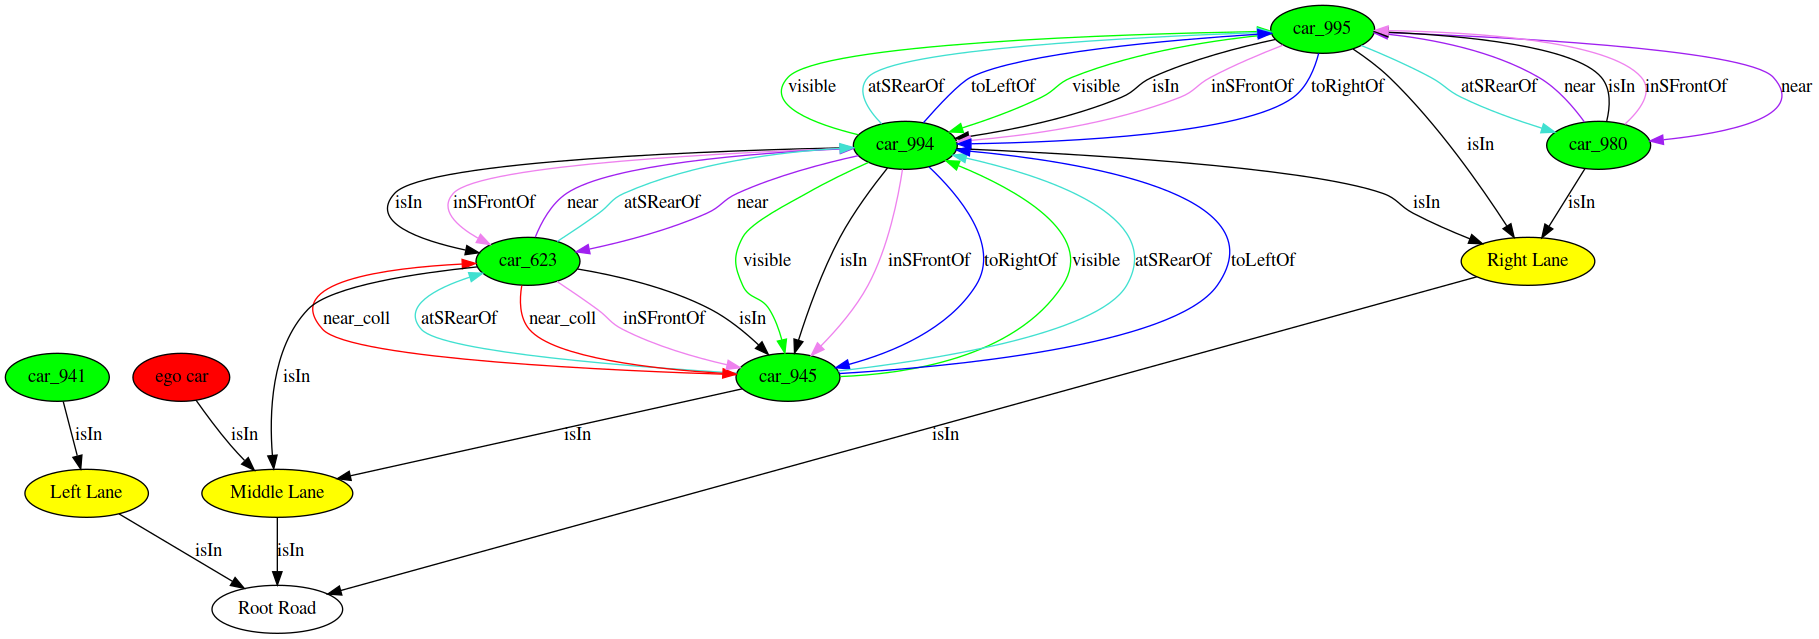 car_995
visible
atSRearOf
toLeftOf
visible
isIn
inSFrontOf
toRightOf
atSRearOf
near
isIn
inSFrontOf
near
car_994
isIn
car_980
isIn
inSFrontOf
near
atSRearOf
near
isIn
isIn
car_623
visible
isIn
inSFrontOf
toRightOf
visible
atSRearOf
toLeftOf
Right Lane
near_coll
atSRearOf
near_coll
inSFrontOf
isIn
car_941
ego car
isIn
car_945
isIn
isIn
isIn
isIn
Left Lane
Middle Lane
isIn
isIn
Root Road